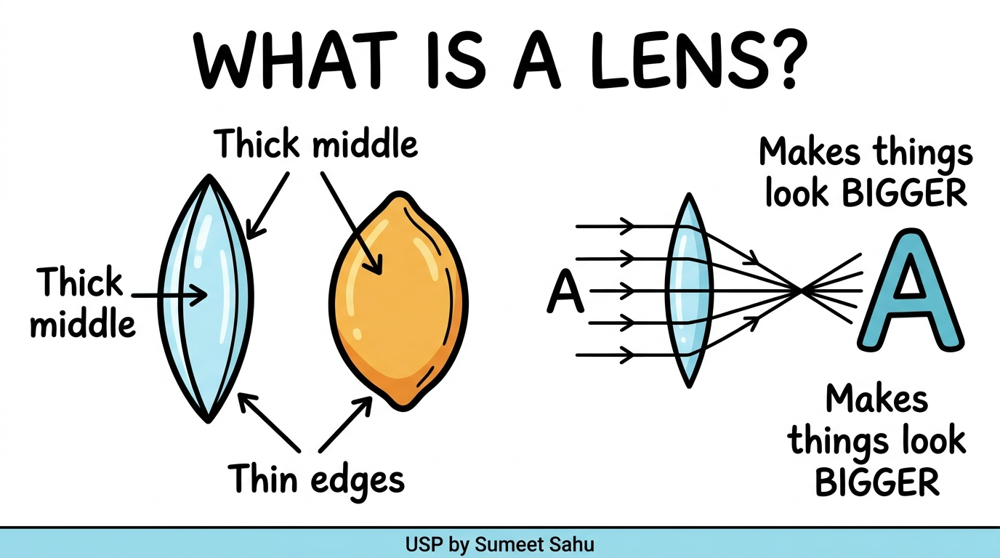 WHAT IS A LENS?
Thick middle
Thick
middle
Thin edges
A
Makes things
look BIGGER
A
Makes
things look
BIGGER
USP by Sumeet Sahu